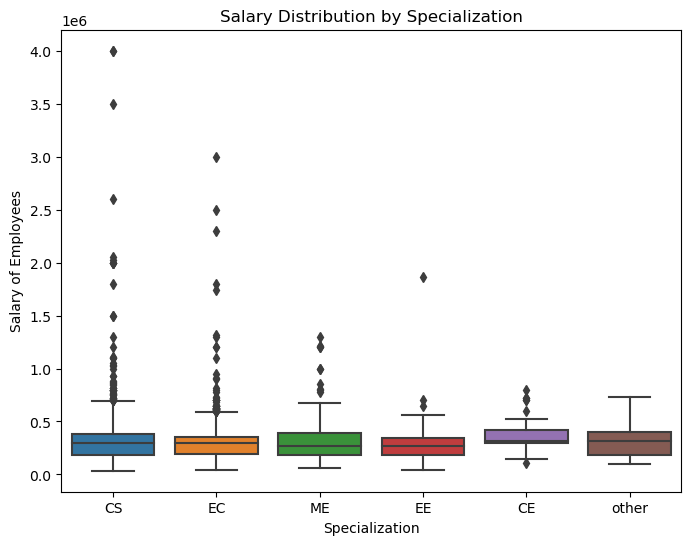 Salary Distribution by Specialization
1e6
4.0
3.5
3.0
2.5
2.0
1.5
1.0
0.5
0.0
Salary of Employees
CS EC ME EE CE other
Specialization